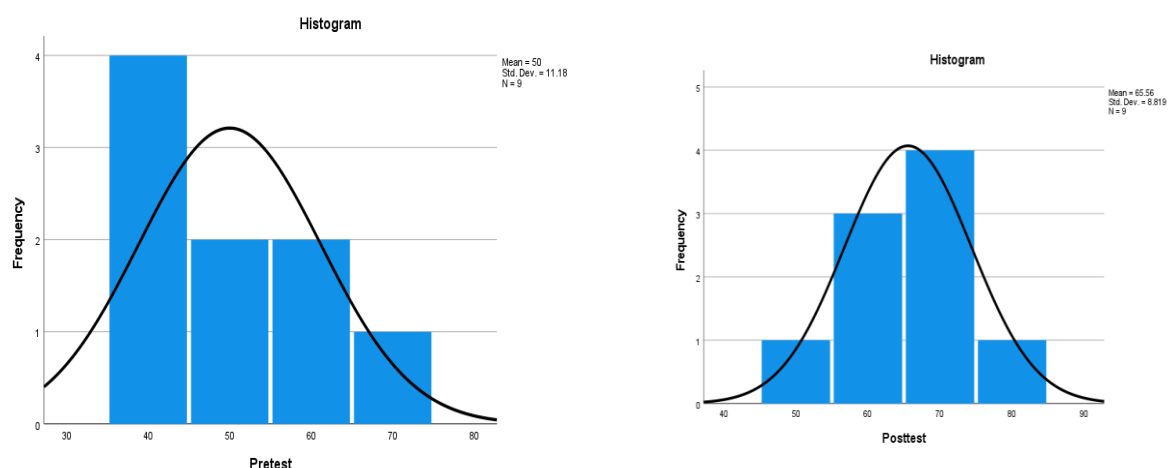 Histogram
Mean = 50
Std. Dev. = 11.18
N = 9
4
3
2
1
0
Frequency
30 40 50 60 70 80
Pretest
Histogram
Mean = 65.56
Std. Dev. = 8.819
N = 9
5
4
3
2
1
0
Frequency
40 50 60 70 80 90
Posttest